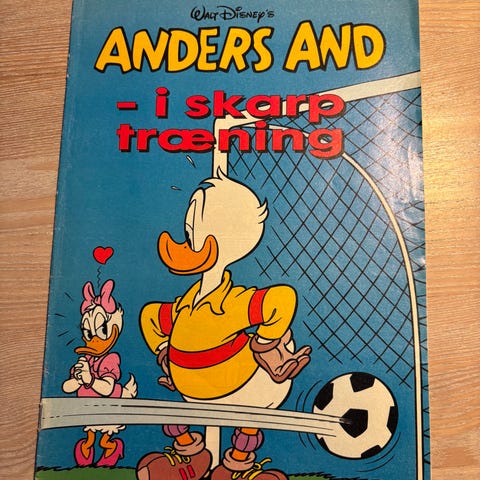 Walt Disney's
ANDERS AND
- i skarp
træning